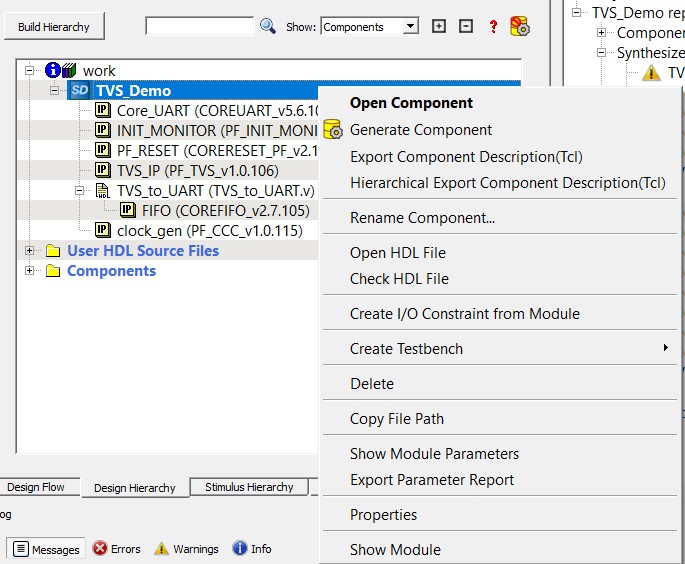 Build Hierarchy
Show: Components
?
TVS_Demo rep
work
SD TVS_Demo
IP Core_UART (COREUART_v5.6.10
IP INIT_MONITOR (PF_INIT_MONI
IP PF_RESET (CORERESET_PF_v2.1
IP TVS_IP (PF_TVS_v1.0.106)
TVS_to_UART (TVS_to_UART.v)
IP FIFO (COREFIFO_v2.7.105)
IP clock_gen (PF_CCC_v1.0.115)
User HDL Source Files
Components
Componen
Synthesize
TV
Open Component
Generate Component
Export Component Description(Tcl)
Hierarchical Export Component Description(Tcl)
Rename Component...
Open HDL File
Check HDL File
Create I/O Constraint from Module
Create Testbench
Delete
Copy File Path
Show Module Parameters
Export Parameter Report
Properties
Show Module
Design Flow
Design Hierarchy
Stimulus Hierarchy
og
Messages
Errors
Warnings
Info